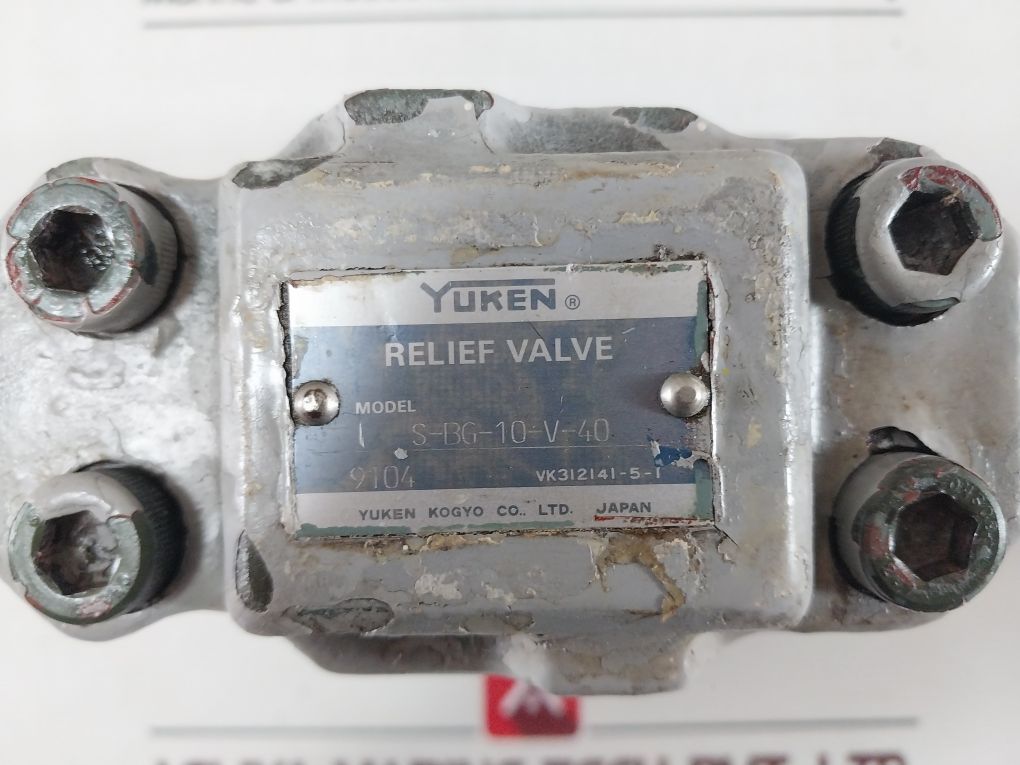 YUKEN ®
RELIEF VALVE
MODEL
S-BG-10-V-40
9104 VK312141-5-1
YUKEN KOGYO CO., LTD. JAPAN